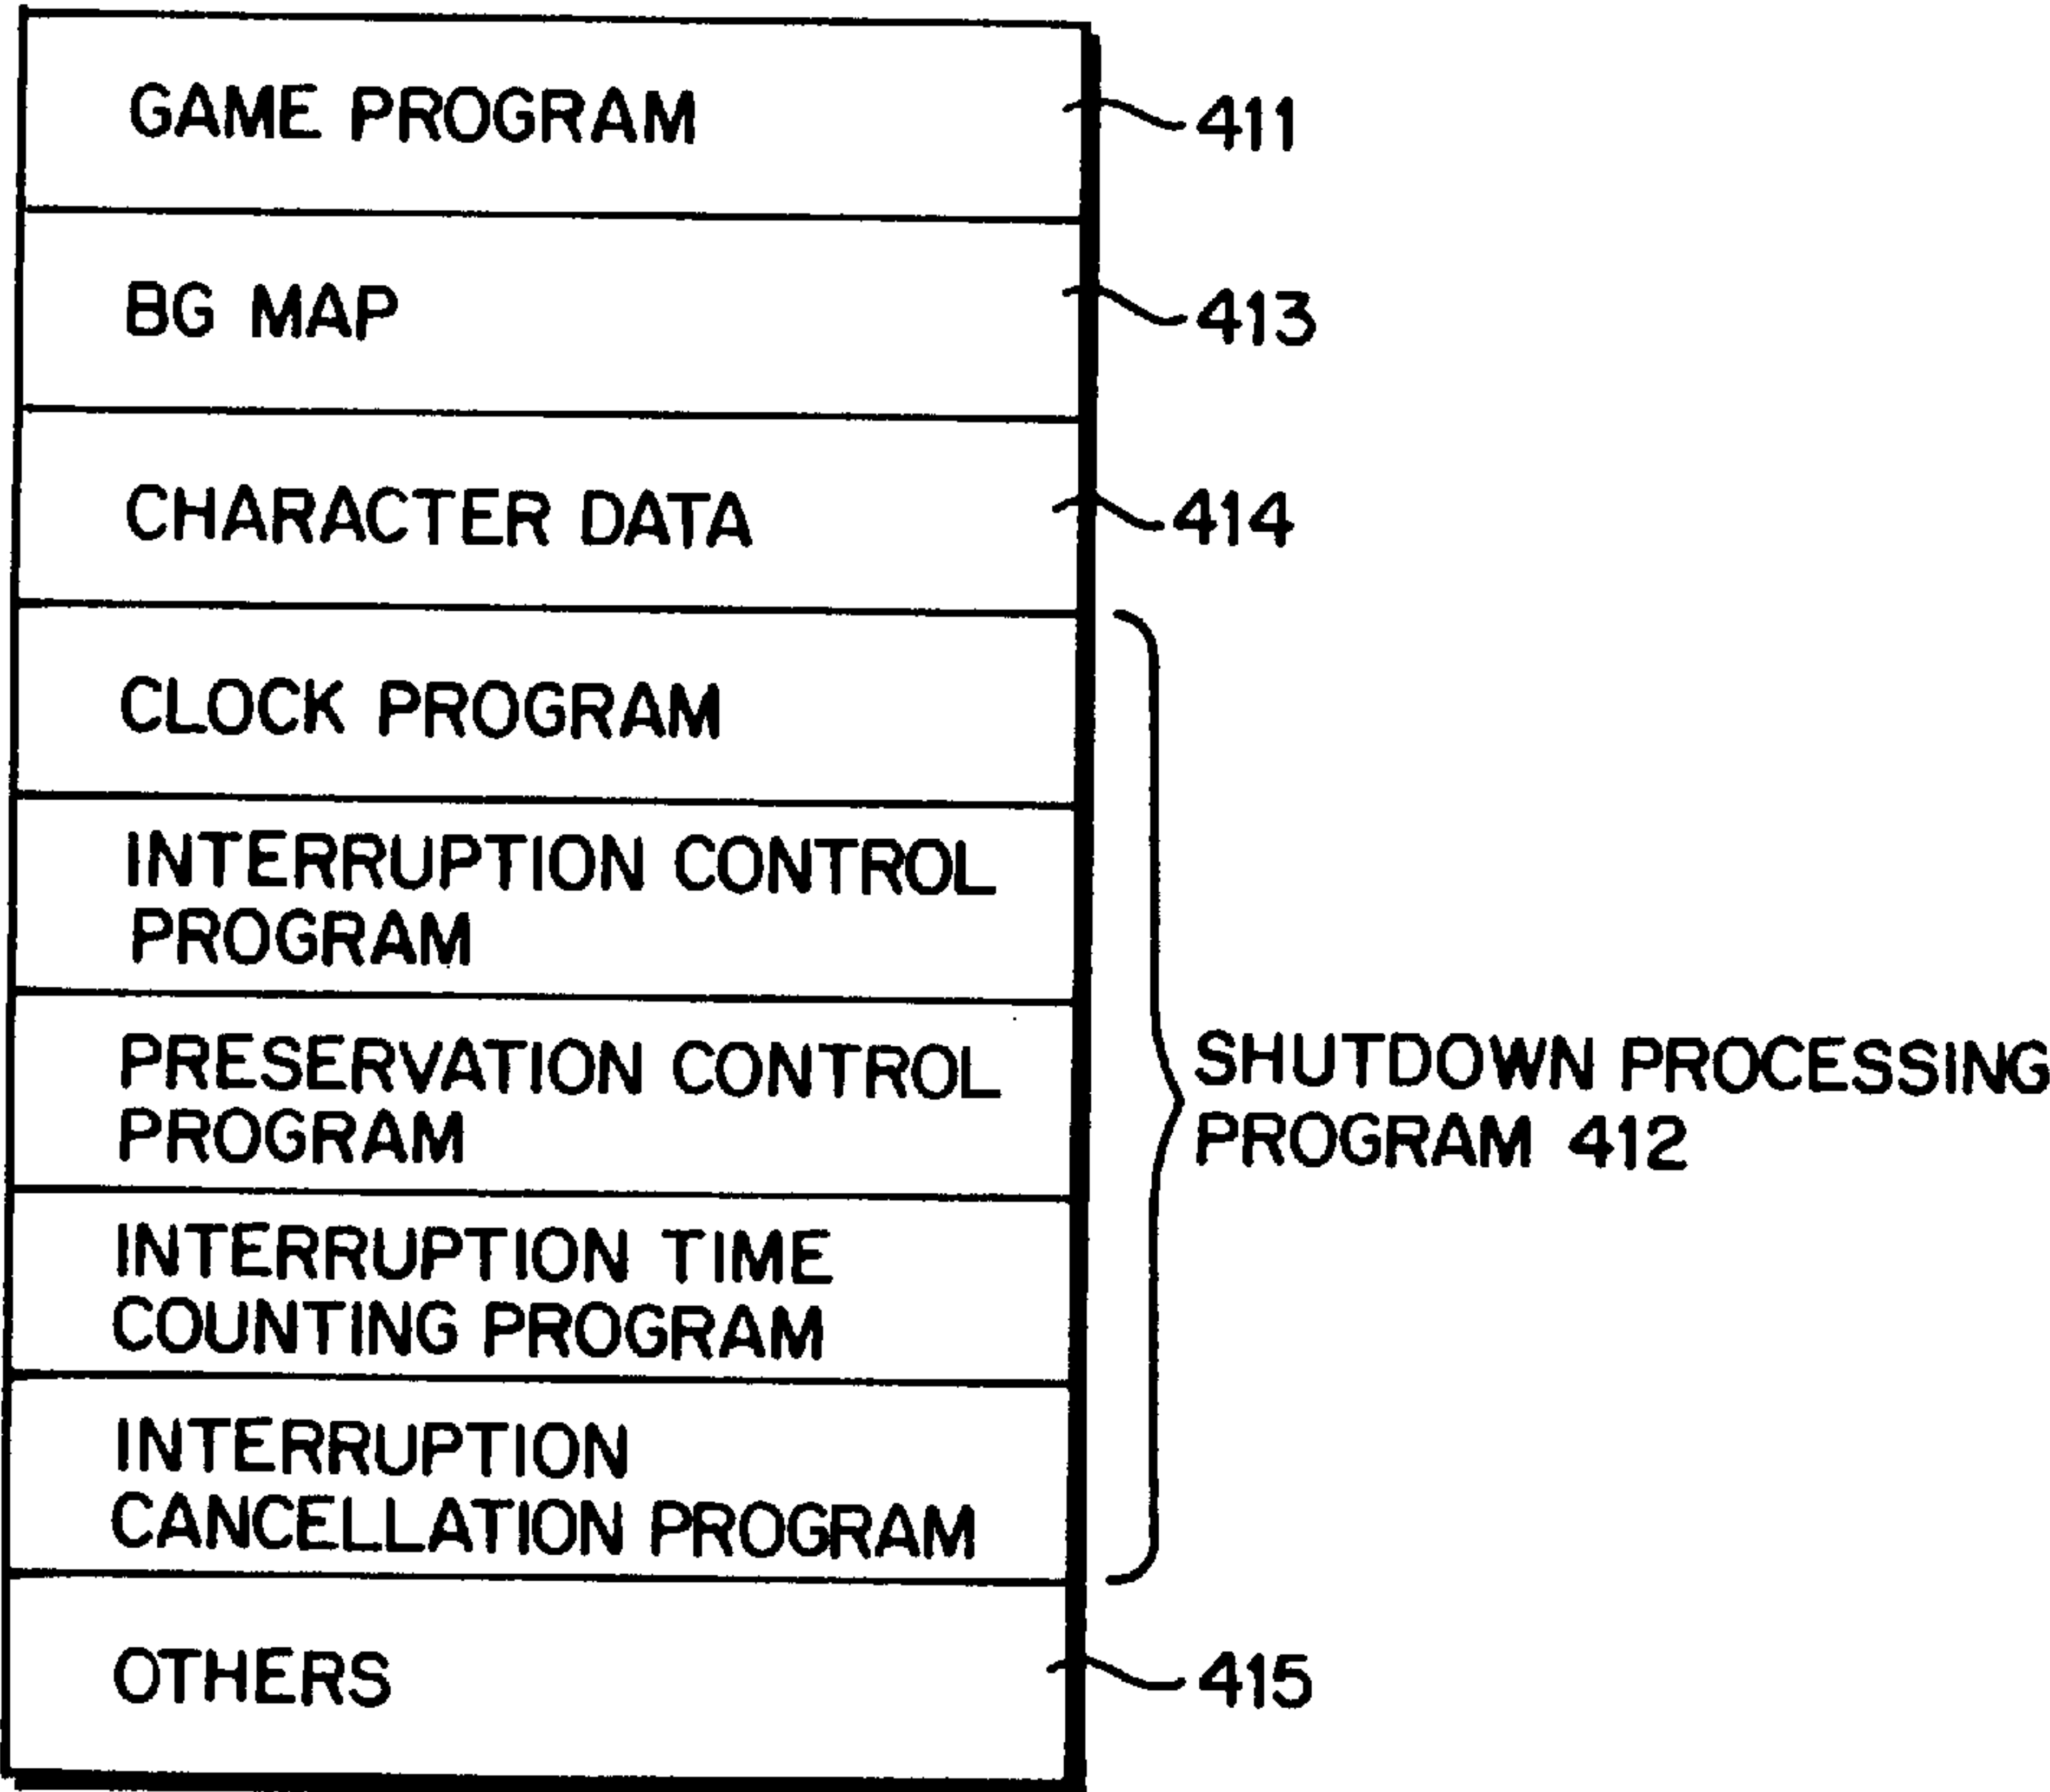 GAME PROGRAM
411
BG MAP
413
CHARACTER DATA
414
CLOCK PROGRAM
INTERRUPTION CONTROL
PROGRAM
PRESERVATION CONTROL
PROGRAM
SHUTDOWN PROCESSING
PROGRAM 412
INTERRUPTION TIME
COUNTING PROGRAM
INTERRUPTION
CANCELLATION PROGRAM
OTHERS
415